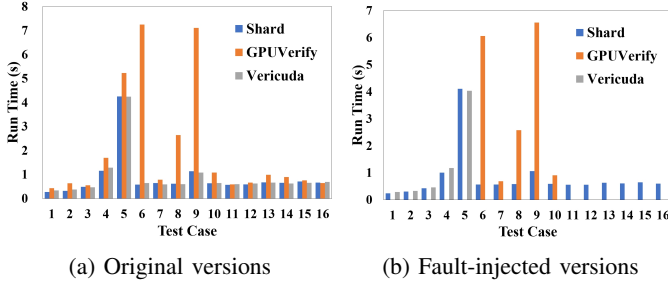 8
7
6
5
4
3
2
1
0
Run Time (s)
Shard
GPUVerify
Vericuda
1 2 3 4 5 6 7 8 9 10 11 12 13 14 15 16
Test Case
(a) Original versions
7
6
5
4
3
2
1
0
Run Time (s)
Shard
GPUVerify
Vericuda
1 2 3 4 5 6 7 8 9 10 11 12 13 14 15 16
Test Case
(b) Fault-injected versions